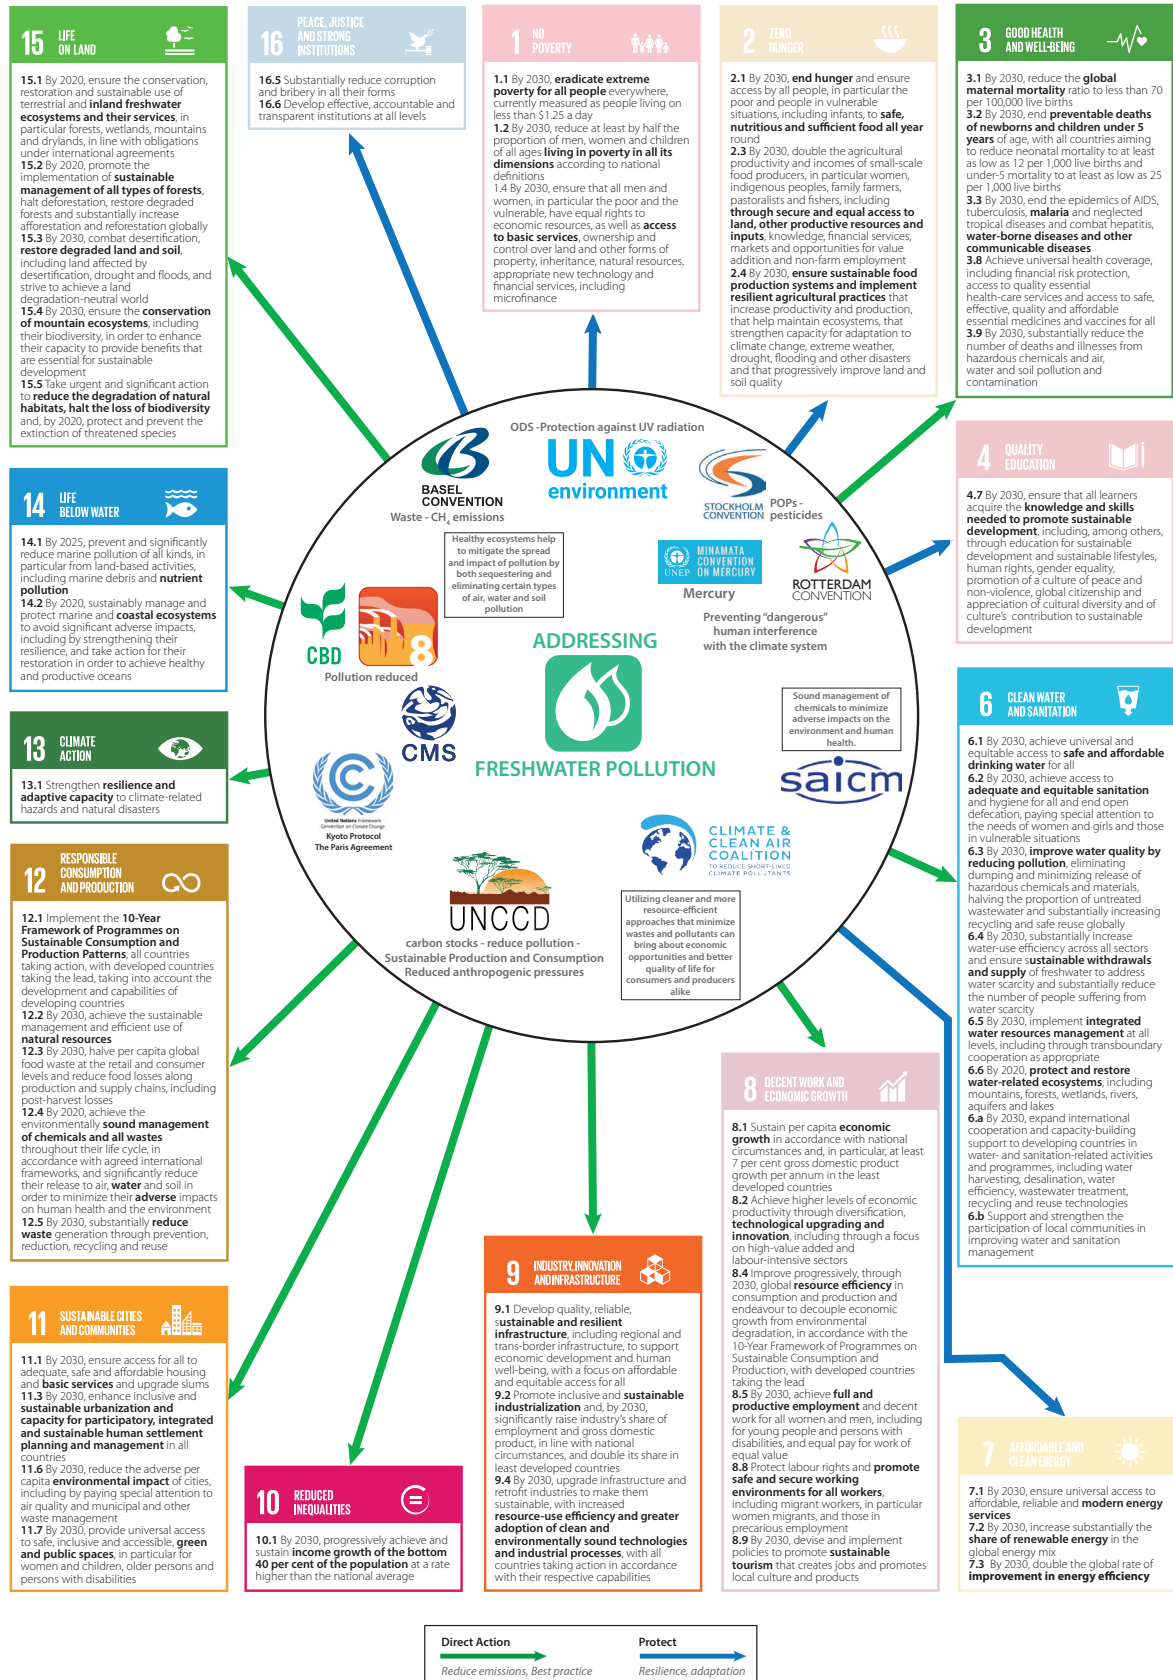 15 LIFE
ON LAND
15.1 By 2020, ensure the conservation,
restoration and sustainable use of
terrestrial and inland freshwater
ecosystems and their services, in
particular forests, wetlands, mountains
and drylands, in line with obligations
under international agreements
15.2 By 2020, promote the
implementation of sustainable
management of all types of forests,
halt deforestation, restore degraded
forests and substantially increase
afforestation and reforestation globally
15.3 By 2030, combat desertification,
restore degraded land and soil,
including land affected by
desertification, drought and floods, and
strive to achieve a land
degradation-neutral world
15.4 By 2030, ensure the conservation
of mountain ecosystems, including
their biodiversity, in order to enhance
their capacity to provide benefits that
are essential for sustainable
development
15.5 Take urgent and significant action
to reduce the degradation of natural
habitats, halt the loss of biodiversity
and, by 2020, protect and prevent the
extinction of threatened species
16 PEACE, JUSTICE
AND STRONG
INSTITUTIONS
16.5 Substantially reduce corruption
and bribery in all their forms
16.6 Develop effective, accountable and
transparent institutions at all levels
1 NO
POVERTY
1.1 By 2030, eradicate extreme
poverty for all people everywhere,
currently measured as people living on
less than $1.25 a day
1.2 By 2030, reduce at least by half the
proportion of men, women and children
of all ages living in poverty in all its
dimensions according to national
definitions
1.4 By 2030, ensure that all men and
women, in particular the poor and the
vulnerable, have equal rights to
economic resources, as well as access
to basic services, ownership and
control over land and other forms of
property, inheritance, natural resources,
appropriate new technology and
financial services, including
microfinance
2 ZERO
HUNGER
2.1 By 2030, end hunger and ensure
access by all people, in particular the
poor and people in vulnerable
situations, including infants, to safe,
nutritious and sufficient food all year
round
2.3 By 2030, double the agricultural
productivity and incomes of small-scale
food producers, in particular women,
indigenous peoples, family farmers,
pastoralists and fishers, including
through secure and equal access to
land, other productive resources and
inputs, knowledge, financial services,
markets and opportunities for value
addition and non-farm employment
2.4 By 2030, ensure sustainable food
production systems and implement
resilient agricultural practices that
increase productivity and production,
that help maintain ecosystems, that
strengthen capacity for adaptation to
climate change, extreme weather,
drought, flooding and other disasters
and that progressively improve land and
soil quality
3 GOOD HEALTH
AND WELL-BEING
3.1 By 2030, reduce the global
maternal mortality ratio to less than 70
per 100,000 live births
3.2 By 2030, end preventable deaths
of newborns and children under 5
years of age, with all countries aiming
to reduce neonatal mortality to at least
as low as 12 per 1,000 live births and
under-5 mortality to at least as low as 25
per 1,000 live births
3.3 By 2030, end the epidemics of AIDS,
tuberculosis, malaria and neglected
tropical diseases and combat hepatitis,
water-borne diseases and other
communicable diseases
3.8 Achieve universal health coverage,
including financial risk protection,
access to quality essential
health-care services and access to safe,
effective, quality and affordable
essential medicines and vaccines for all
3.9 By 2030, substantially reduce the
number of deaths and illnesses from
hazardous chemicals and air,
water and soil pollution and
contamination
4 QUALITY
EDUCATION
4.7 By 2030, ensure that all learners
acquire the knowledge and skills
needed to promote sustainable
development, including, among others,
through education for sustainable
development and sustainable lifestyles,
human rights, gender equality,
promotion of a culture of peace and
non-violence, global citizenship and
appreciation of cultural diversity and of
culture's contribution to sustainable
development
14 LIFE
BELOW WATER
14.1 By 2025, prevent and significantly
reduce marine pollution of all kinds, in
particular from land-based activities,
including marine debris and nutrient
pollution
14.2 By 2020, sustainably manage and
protect marine and coastal ecosystems
to avoid significant adverse impacts,
including by strengthening their
resilience, and take action for their
restoration in order to achieve healthy
and productive oceans
13 CLIMATE
ACTION
13.1 Strengthen resilience and
adaptive capacity to climate-related
hazards and natural disasters
12 RESPONSIBLE
CONSUMPTION
AND PRODUCTION
12.1 Implement the 10-Year
Framework of Programmes on
Sustainable Consumption and
Production Patterns, all countries
taking action, with developed countries
taking the lead, taking into account the
development and capabilities of
developing countries
12.2 By 2030, achieve the sustainable
management and efficient use of
natural resources
12.3 By 2030, halve per capita global
food waste at the retail and consumer
levels and reduce food losses along
production and supply chains, including
post-harvest losses
12.4 By 2020, achieve the
environmentally sound management
of chemicals and all wastes
throughout their life cycle, in
accordance with agreed international
frameworks, and significantly reduce
their release to air, water and soil in
order to minimize their adverse impacts
on human health and the environment
12.5 By 2030, substantially reduce
waste generation through prevention,
reduction, recycling and reuse
11 SUSTAINABLE CITIES
AND COMMUNITIES
11.1 By 2030, ensure access for all to
adequate, safe and affordable housing
and basic services and upgrade slums
11.3 By 2030, enhance inclusive and
sustainable urbanization and
capacity for participatory, integrated
and sustainable human settlement
planning and management in all
countries
11.6 By 2030, reduce the adverse per
capita environmental impact of cities,
including by paying special attention to
air quality and municipal and other
waste management
11.7 By 2030, provide universal access
to safe, inclusive and accessible, green
and public spaces, in particular for
women and children, older persons and
persons with disabilities
ODS -Protection against UV radiation
BASEL
CONVENTION
Waste - CH4 emissions
UN
environment
STOCKHOLM
CONVENTION
POPs -
pesticides
Healthy ecosystems help
to mitigate the spread
and impact of pollution by
both sequestering and
eliminating certain types
of air, water and soil
pollution
UNEP
MINAMATA
CONVENTION
ON MERCURY
Mercury
ROTTERDAM
CONVENTION
Preventing "dangerous"
human interference
with the climate system
CBD
8
Pollution reduced
CMS
ADDRESSING
FRESHWATER POLLUTION
Sound management of
chemicals to minimize
adverse impacts on the
environment and human
health.
saicm
United Nations Framework
Convention on Climate Change
Kyoto Protocol
The Paris Agreement
CLIMATE &
CLEAN AIR
COALITION
TO REDUCE SHORT-LIVED
CLIMATE POLLUTANTS
UNCCD
carbon stocks - reduce pollution -
Sustainable Production and Consumption
Reduced anthropogenic pressures
Utilizing cleaner and more
resource-efficient
approaches that minimize
wastes and pollutants can
bring about economic
opportunities and better
quality of life for
consumers and producers
alike
6 CLEAN WATER
AND SANITATION
6.1 By 2030, achieve universal and
equitable access to safe and affordable
drinking water for all
6.2 By 2030, achieve access to
adequate and equitable sanitation
and hygiene for all and end open
defecation, paying special attention to
the needs of women and girls and those
in vulnerable situations
6.3 By 2030, improve water quality by
reducing pollution, eliminating
dumping and minimizing release of
hazardous chemicals and materials,
halving the proportion of untreated
wastewater and substantially increasing
recycling and safe reuse globally
6.4 By 2030, substantially increase
water-use efficiency across all sectors
and ensure sustainable withdrawals
and supply of freshwater to address
water scarcity and substantially reduce
the number of people suffering from
water scarcity
6.5 By 2030, implement integrated
water resources management at all
levels, including through transboundary
cooperation as appropriate
6.6 By 2020, protect and restore
water-related ecosystems, including
mountains, forests, wetlands, rivers,
aquifers and lakes
6.a By 2030, expand international
cooperation and capacity-building
support to developing countries in
water- and sanitation-related activities
and programmes, including water
harvesting, desalination, water
efficiency, wastewater treatment,
recycling and reuse technologies
6.b Support and strengthen the
participation of local communities in
improving water and sanitation
management
8 DECENT WORK AND
ECONOMIC GROWTH
8.1 Sustain per capita economic
growth in accordance with national
circumstances and, in particular, at least
7 per cent gross domestic product
growth per annum in the least
developed countries
8.2 Achieve higher levels of economic
productivity through diversification,
technological upgrading and
innovation, including through a focus
on high-value added and
labour-intensive sectors
8.4 Improve progressively, through
2030, global resource efficiency in
consumption and production and
endeavour to decouple economic
growth from environmental
degradation, in accordance with the
10-Year Framework of Programmes on
Sustainable Consumption and
Production, with developed countries
taking the lead
8.5 By 2030, achieve full and
productive employment and decent
work for all women and men, including
for young people and persons with
disabilities, and equal pay for work of
equal value
8.8 Protect labour rights and promote
safe and secure working
environments for all workers,
including migrant workers, in particular
women migrants, and those in
precarious employment
8.9 By 2030, devise and implement
policies to promote sustainable
tourism that creates jobs and promotes
local culture and products
9 INDUSTRY, INNOVATION
AND INFRASTRUCTURE
9.1 Develop quality, reliable,
sustainable and resilient
infrastructure, including regional and
trans-border infrastructure, to support
economic development and human
well-being, with a focus on affordable
and equitable access for all
9.2 Promote inclusive and sustainable
industrialization and, by 2030,
significantly raise industry's share of
employment and gross domestic
product, in line with national
circumstances, and double its share in
least developed countries
9.4 By 2030, upgrade infrastructure and
retrofit industries to make them
sustainable, with increased
resource-use efficiency and greater
adoption of clean and
environmentally sound technologies
and industrial processes, with all
countries taking action in accordance
with their respective capabilities
10 REDUCED
INEQUALITIES
10.1 By 2030, progressively achieve and
sustain income growth of the bottom
40 per cent of the population at a rate
higher than the national average
7 AFFORDABLE AND
CLEAN ENERGY
7.1 By 2030, ensure universal access to
affordable, reliable and modern energy
services
7.2 By 2030, increase substantially the
share of renewable energy in the
global energy mix
7.3 By 2030, double the global rate of
improvement in energy efficiency
Direct Action
Reduce emissions, Best practice
Protect
Resilience, adaptation